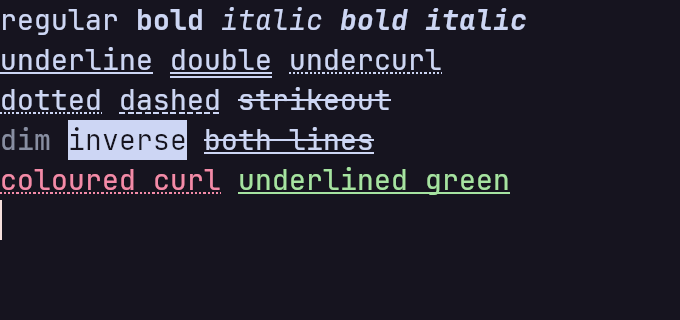 regular bold italic bold italic
underline double undercurl
dotted dashed strikeout
dim inverse both lines
coloured curl underlined green